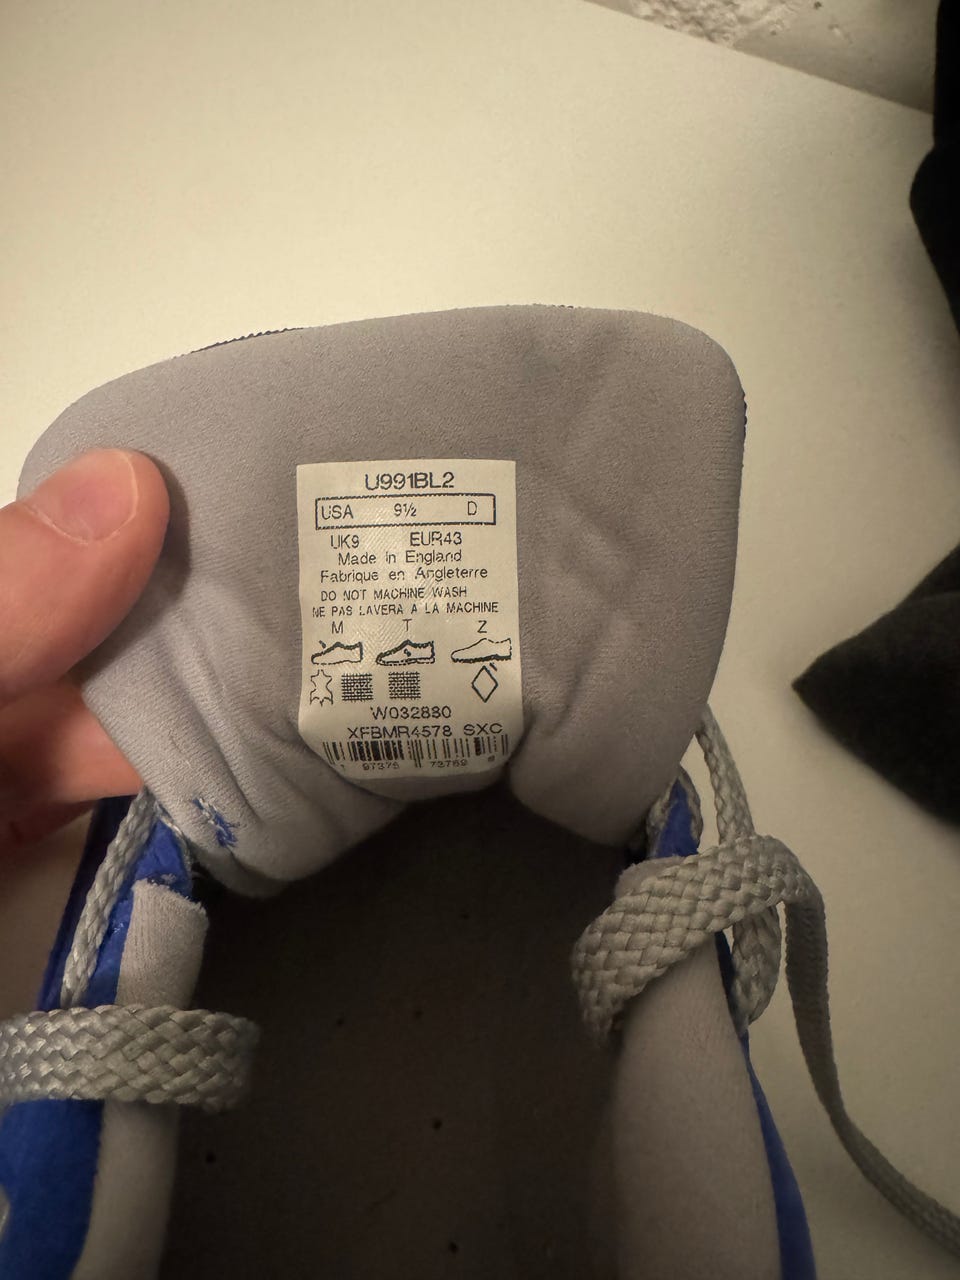 U991BL2
USA 9½ D
UK9 EUR43
Made in England
Fabrique en Angleterre
DO NOT MACHINE WASH
NE PAS LAVERA A LA MACHINE
M T Z
W032830
XFBMR4578 SXC